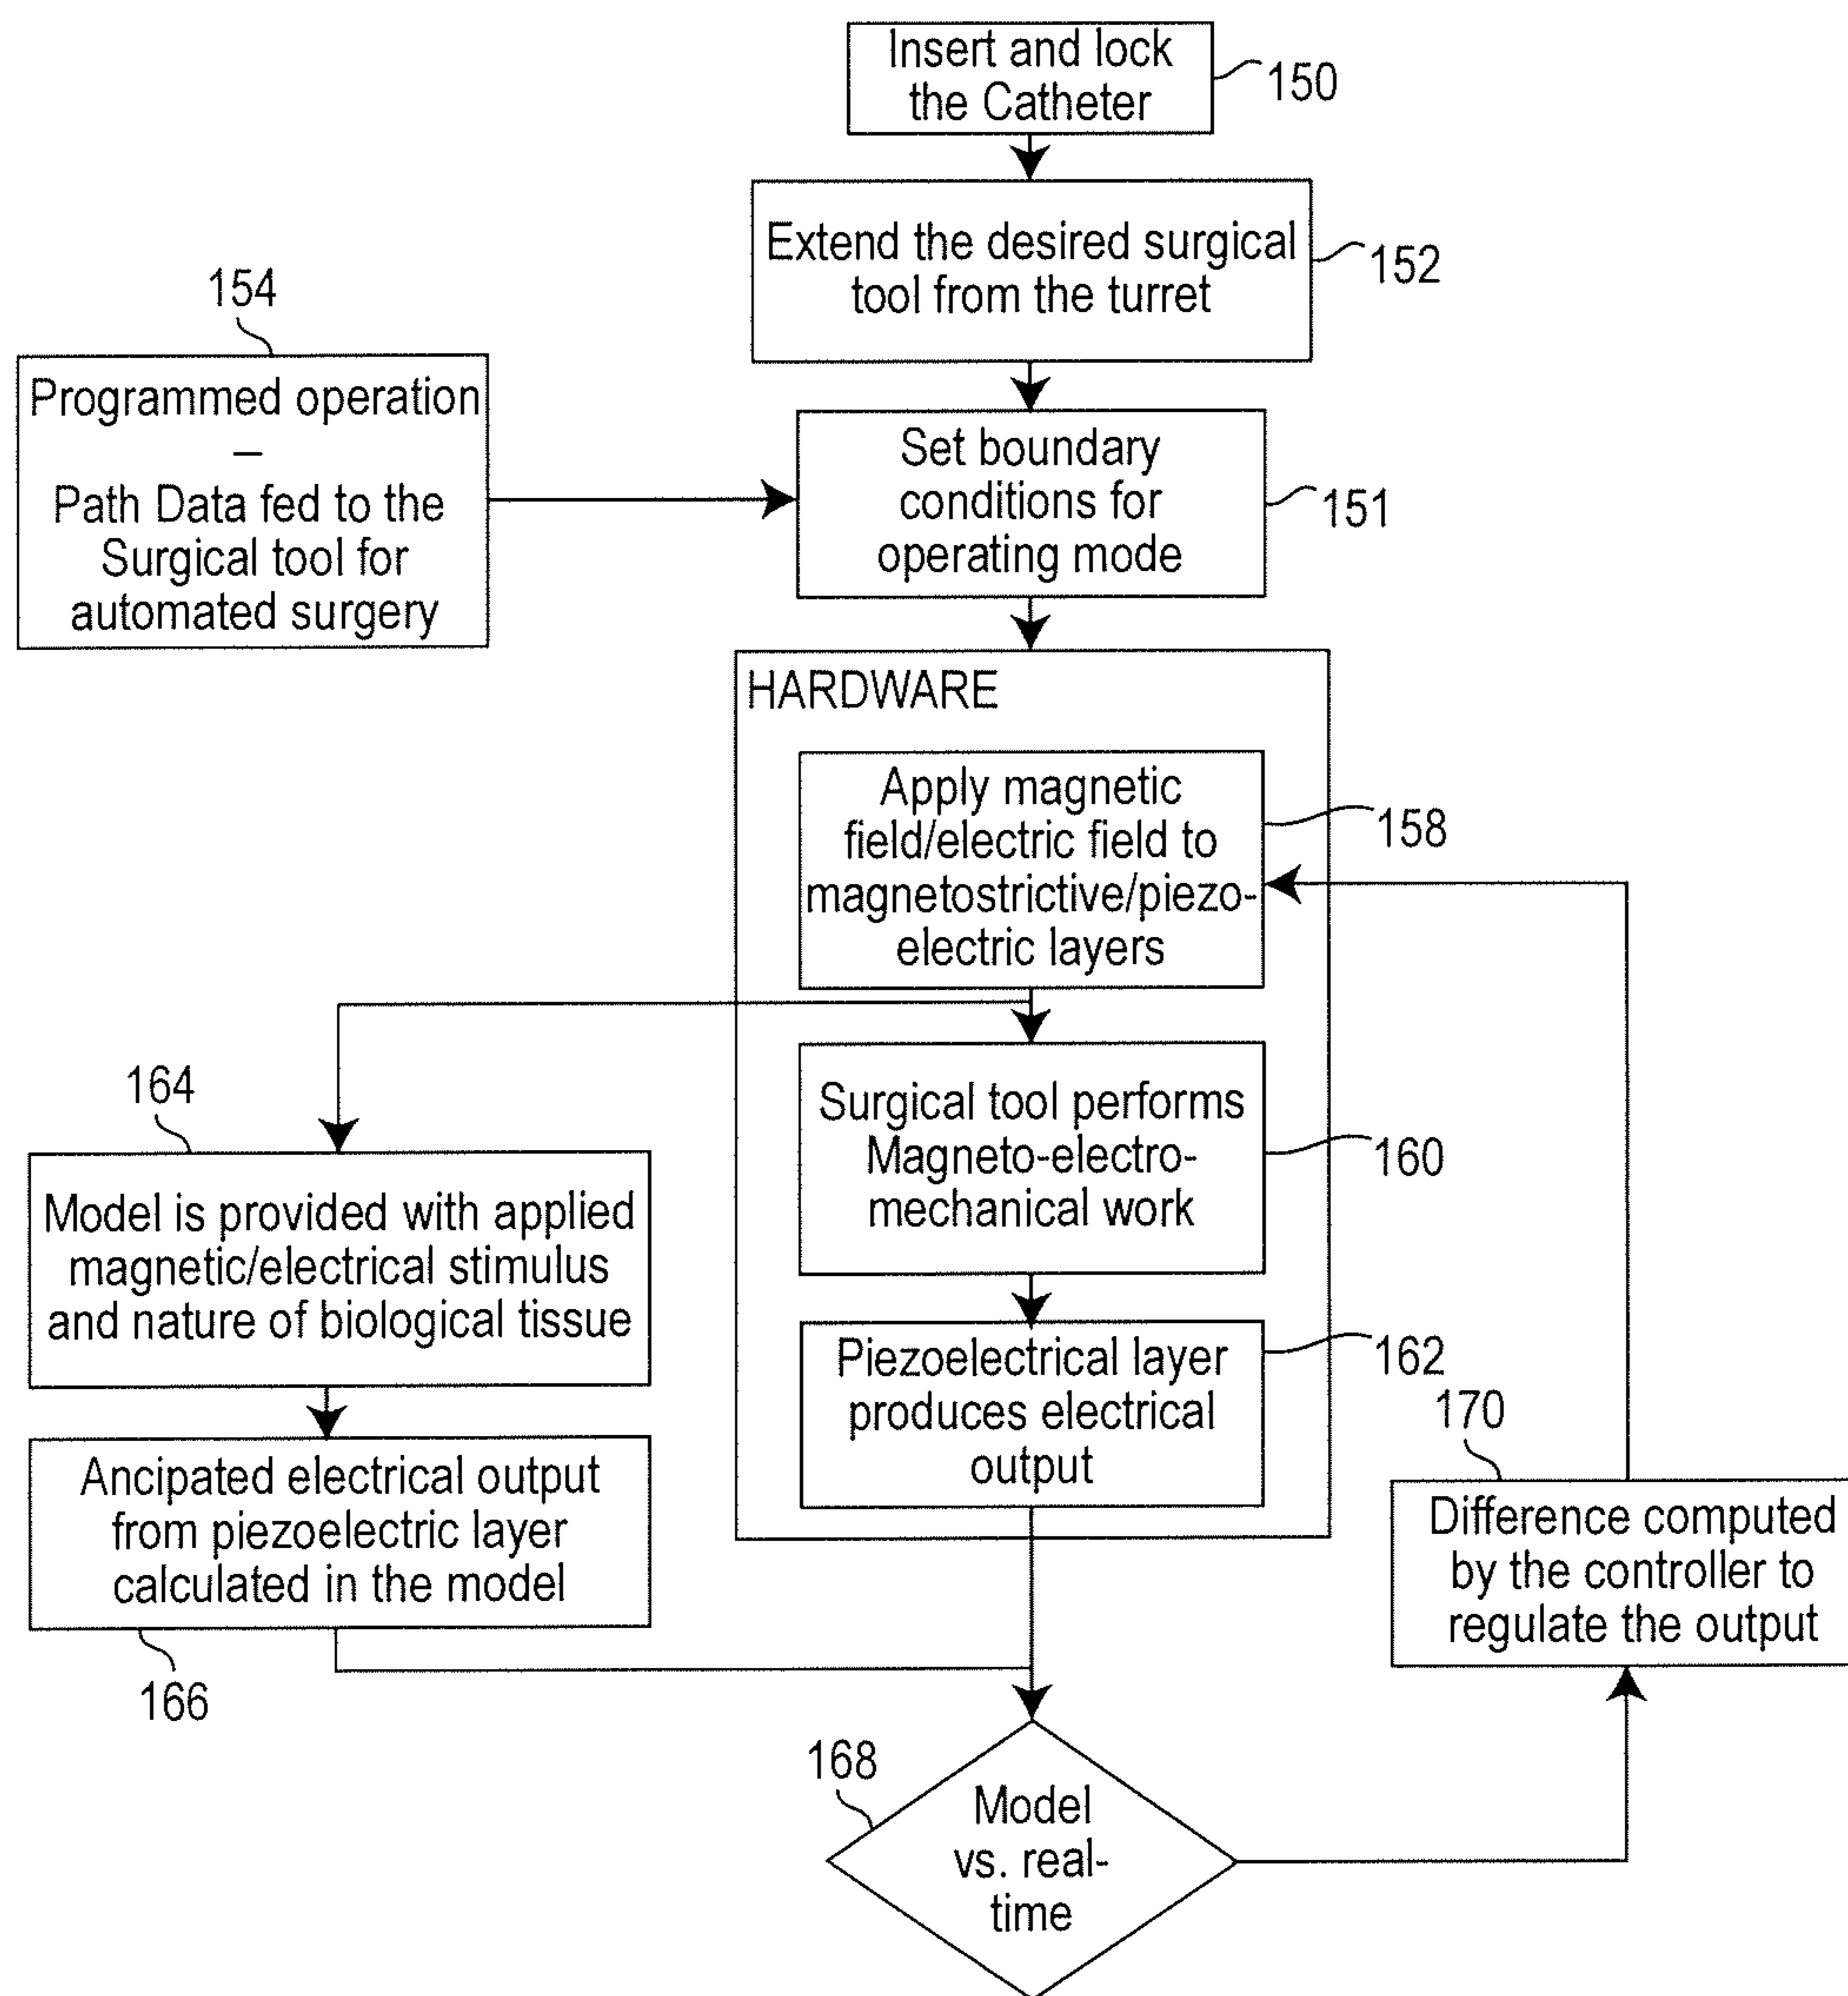 Insert and lock
the Catheter
150
Extend the desired surgical
tool from the turret
152
154
Programmed operation
–
Path Data fed to the
Surgical tool for
automated surgery
Set boundary
conditions for
operating mode
151
HARDWARE
Apply magnetic
field/electric field to
magnetostrictive/piezo-
electric layers
158
Surgical tool performs
Magneto-electro-
mechanical work
160
Piezoelectrical layer
produces electrical
output
162
164
Model is provided with applied
magnetic/electrical stimulus
and nature of biological tissue
Ancipated electrical output
from piezoelectric layer
calculated in the model
166
170
Difference computed
by the controller to
regulate the output
168
Model
vs. real-
time